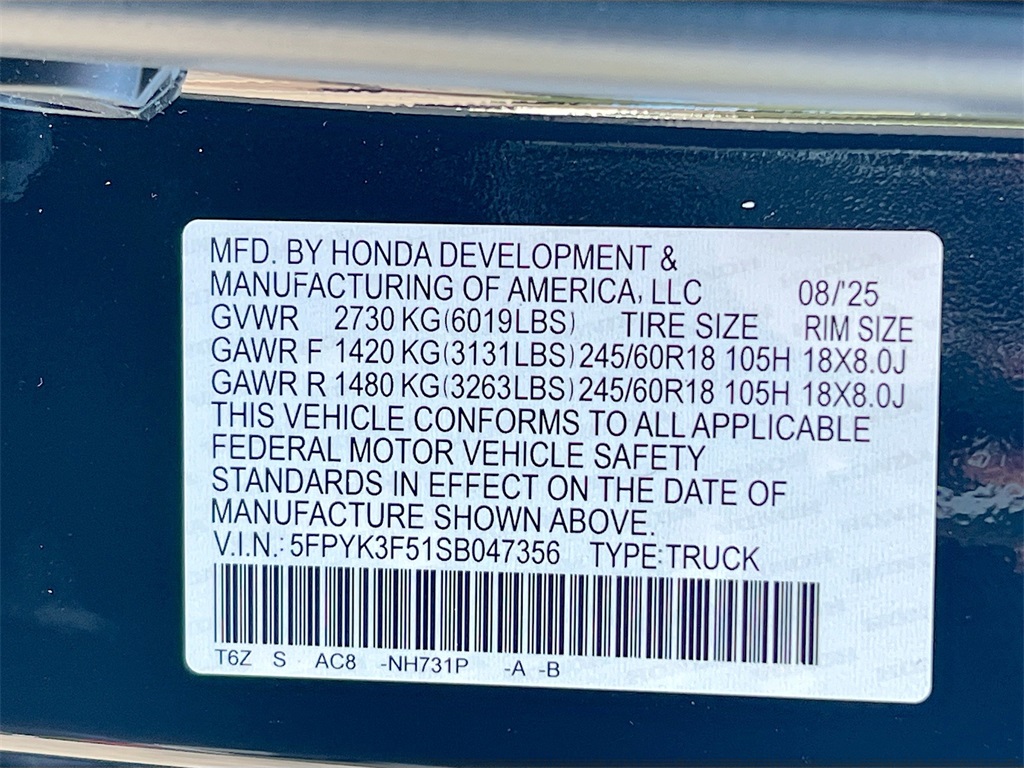 MFD. BY HONDA DEVELOPMENT &
MANUFACTURING OF AMERICA, LLC 08/'25
GVWR 2730 KG(6019LBS) TIRE SIZE RIM SIZE
GAWR F 1420 KG(3131LBS) 245/60R18 105H 18X8.0J
GAWR R 1480 KG(3263LBS) 245/60R18 105H 18X8.0J
THIS VEHICLE CONFORMS TO ALL APPLICABLE
FEDERAL MOTOR VEHICLE SAFETY
STANDARDS IN EFFECT ON THE DATE OF
MANUFACTURE SHOWN ABOVE.
V.I.N.: 5FPYK3F51SB047356 TYPE:TRUCK
T6Z S AC8 -NH731P -A -B